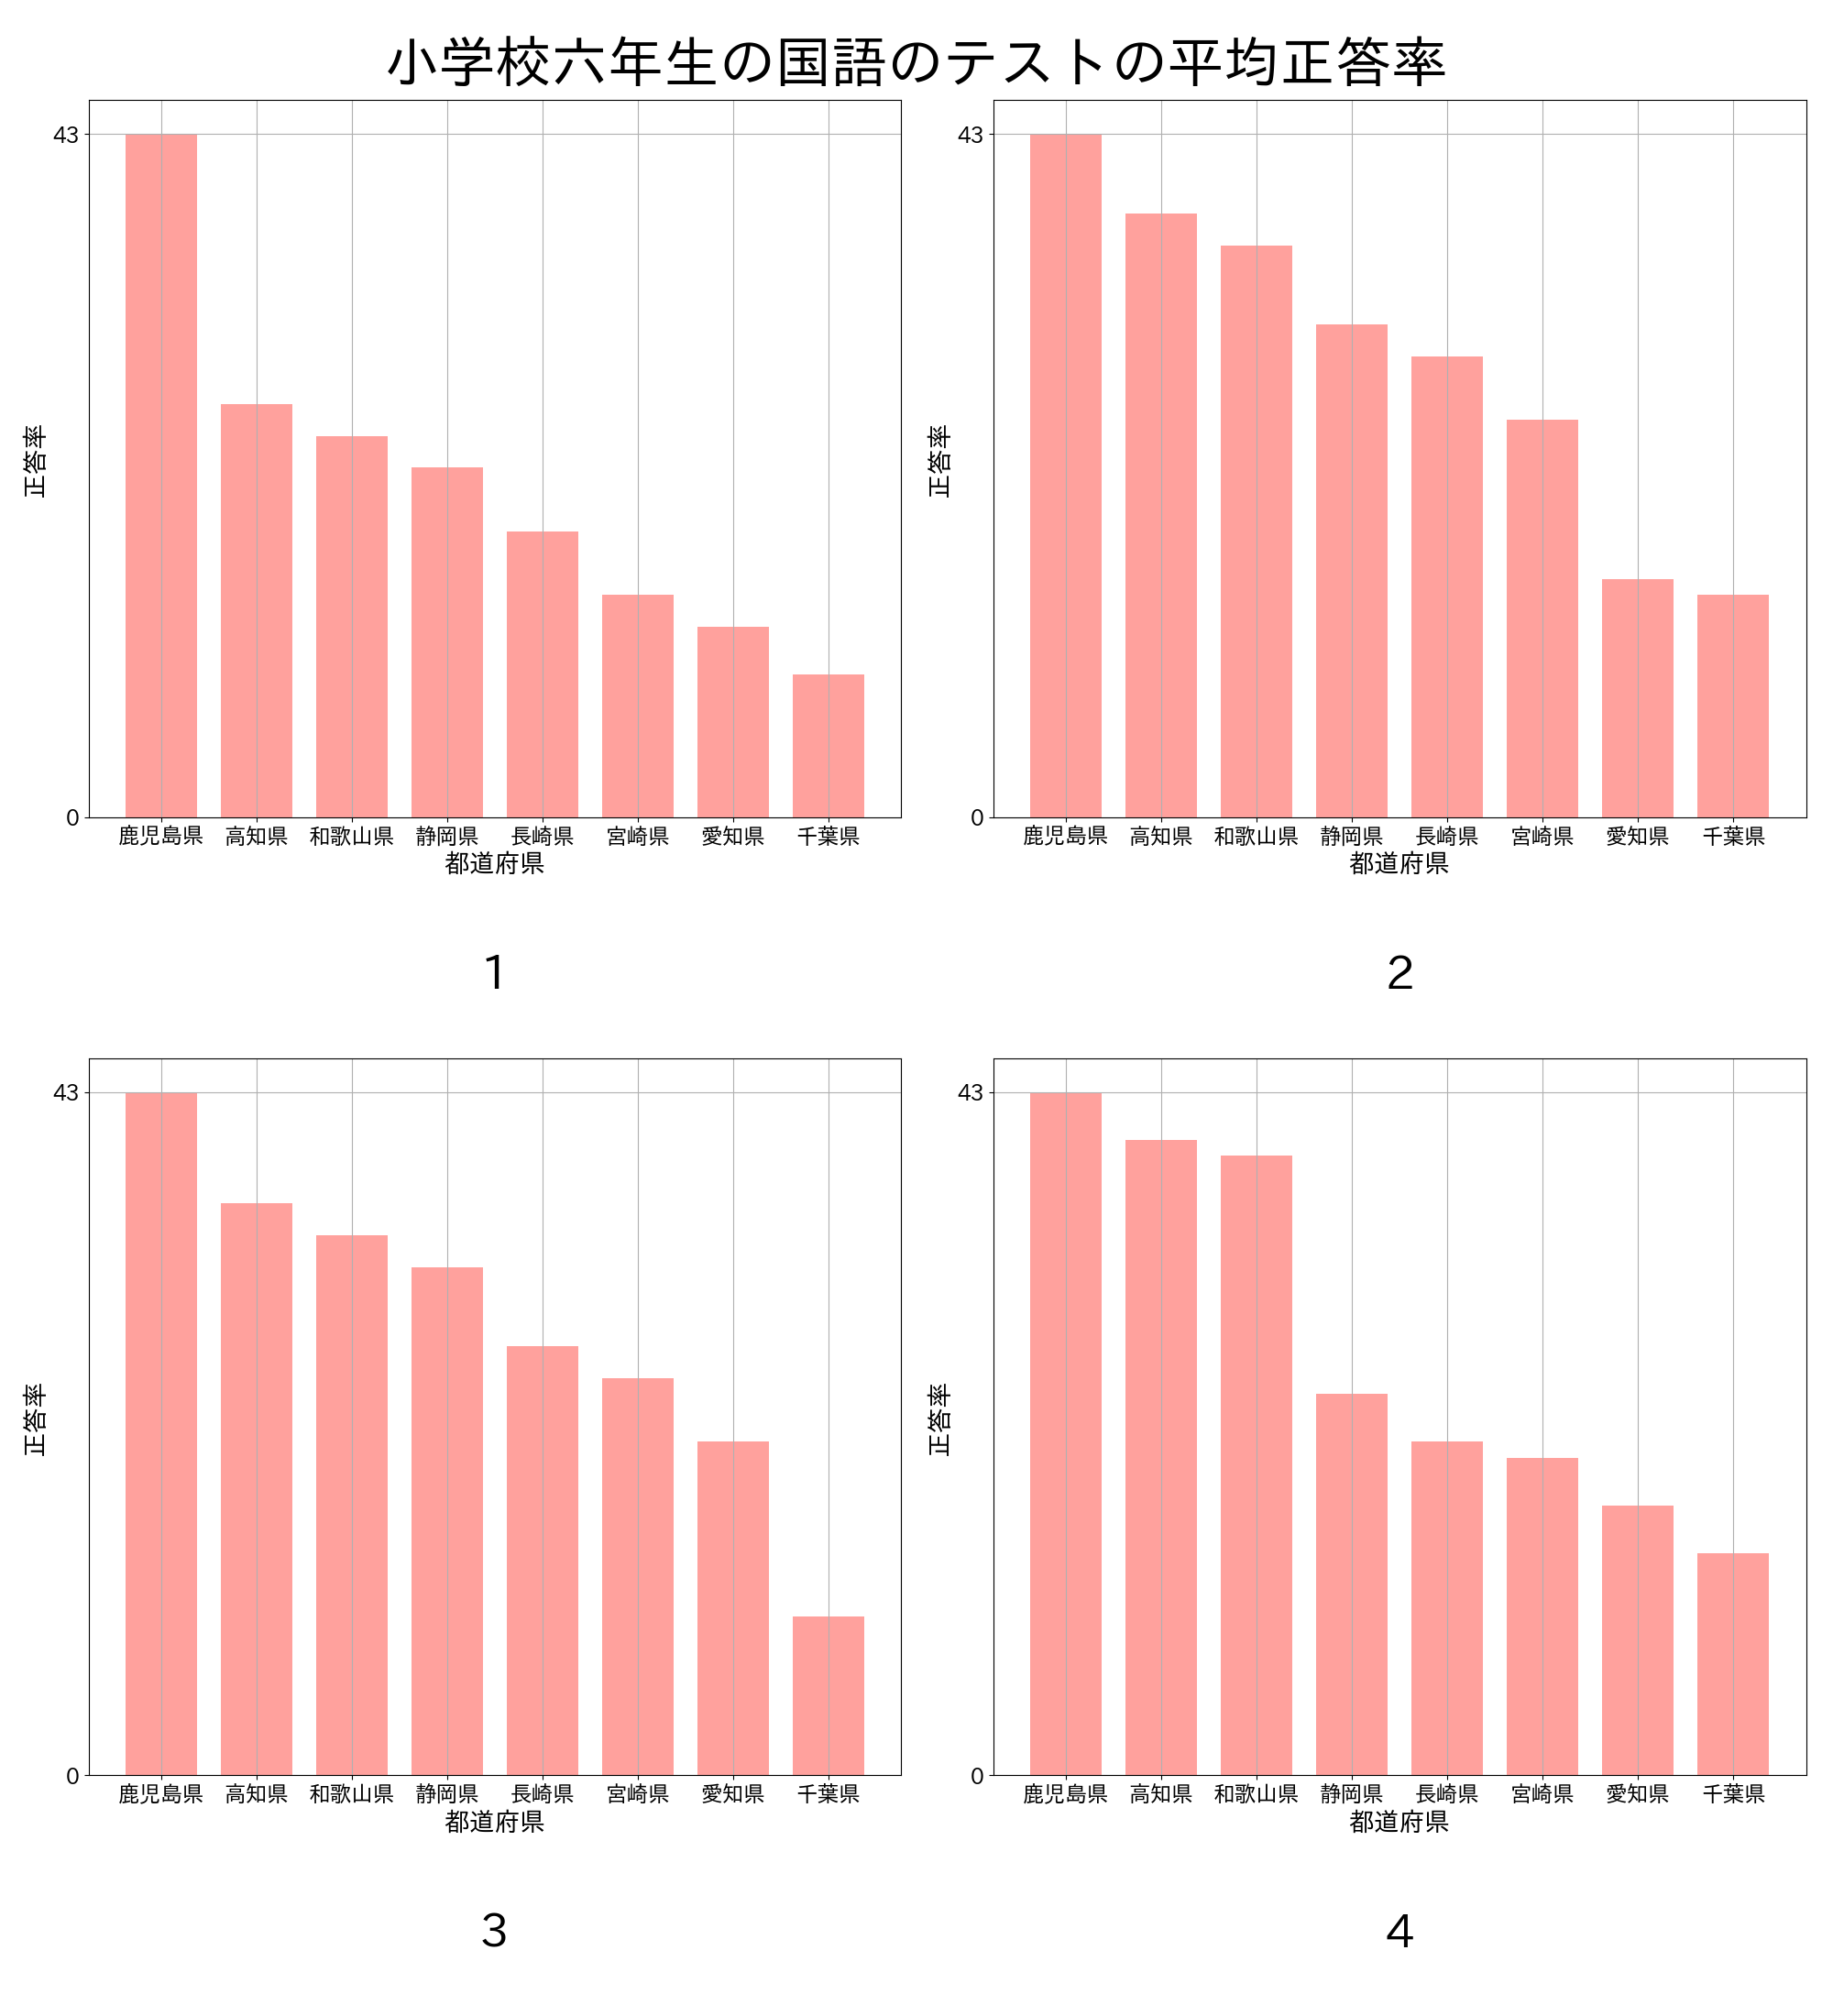 小学校六年生の国語のテストの平均正答率
43
0
正答率
鹿児島県 高知県 和歌山県 静岡県 長崎県 宮崎県 愛知県 千葉県
都道府県
1
43
0
正答率
鹿児島県 高知県 和歌山県 静岡県 長崎県 宮崎県 愛知県 千葉県
都道府県
2
43
0
正答率
鹿児島県 高知県 和歌山県 静岡県 長崎県 宮崎県 愛知県 千葉県
都道府県
3
43
0
正答率
鹿児島県 高知県 和歌山県 静岡県 長崎県 宮崎県 愛知県 千葉県
都道府県
4